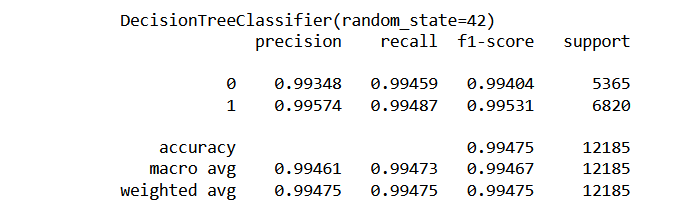 DecisionTreeClassifier(random_state=42)
precision recall f1-score support
0 0.99348 0.99459 0.99404 5365
1 0.99574 0.99487 0.99531 6820
accuracy 0.99475 12185
macro avg 0.99461 0.99473 0.99467 12185
weighted avg 0.99475 0.99475 0.99475 12185